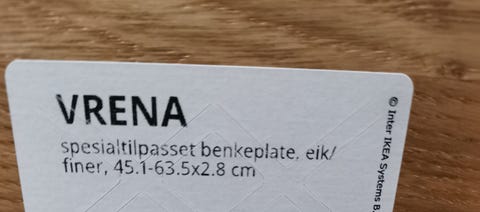 VRENA
spesialtilpasset benkeplate, eik/
finer, 45.1-63.5x2.8 cm
© Inter IKEA Systems B.